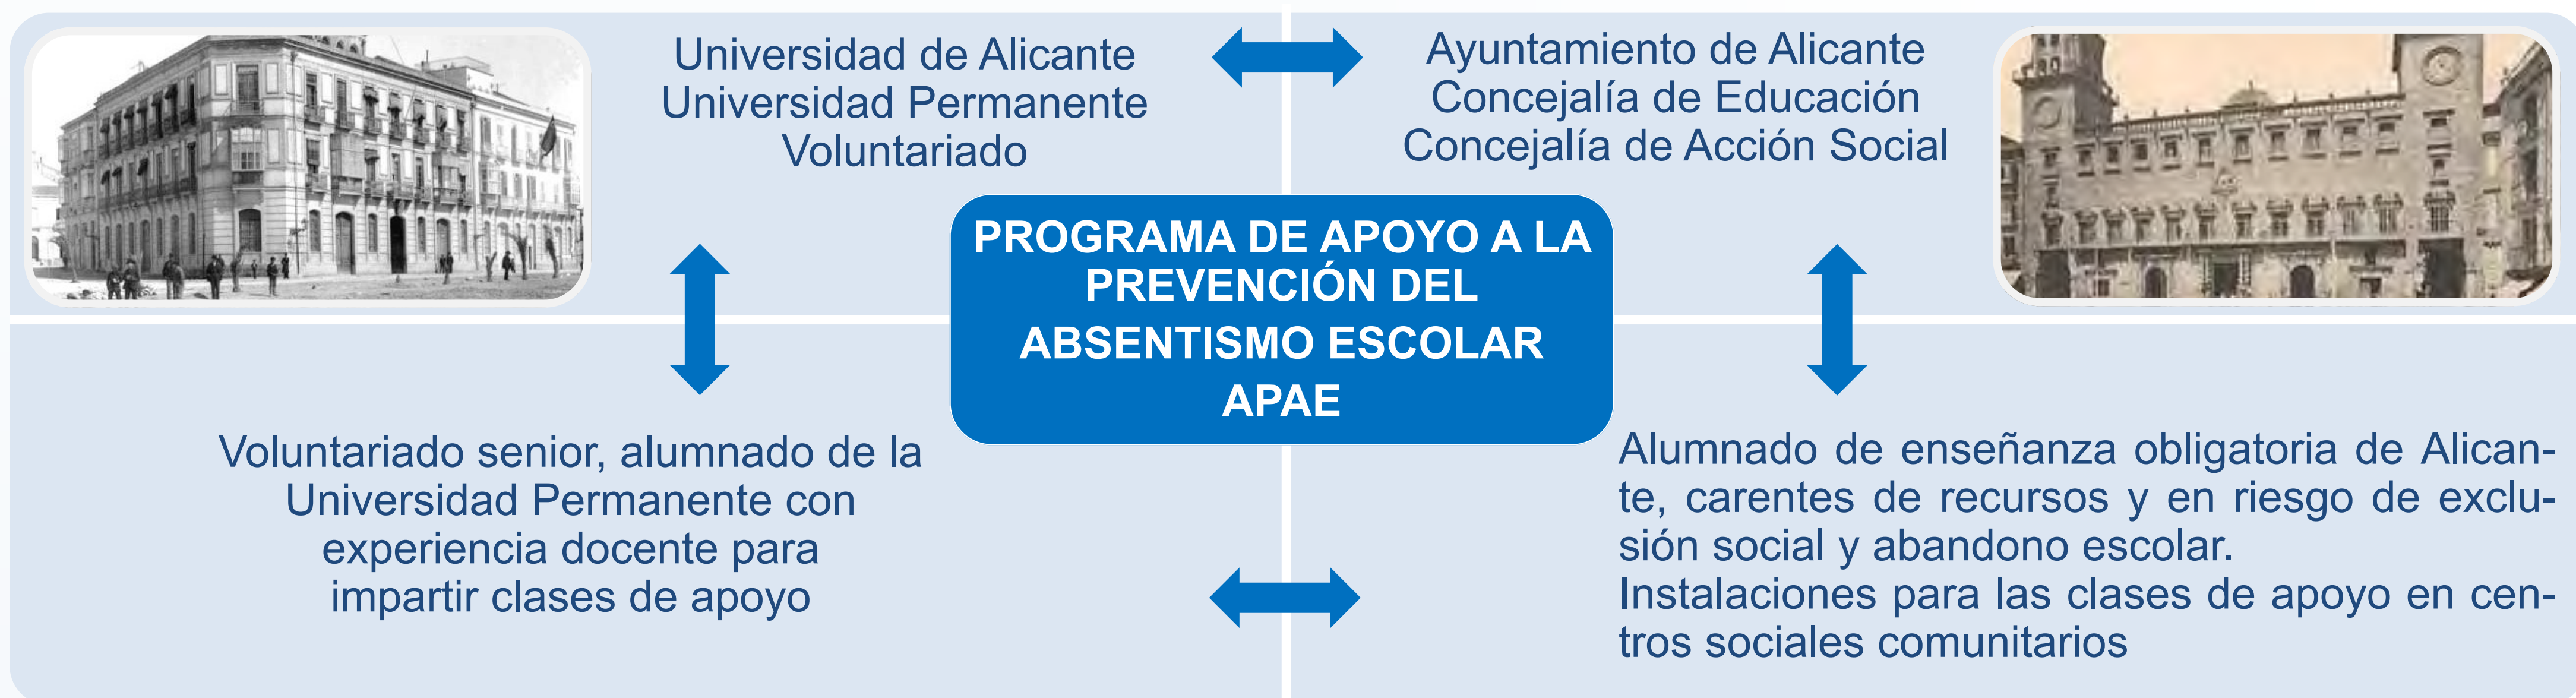 Universidad de Alicante
Universidad Permanente
Voluntariado
Ayuntamiento de Alicante
Concejalía de Educación
Concejalía de Acción Social
PROGRAMA DE APOYO A LA
PREVENCIÓN DEL
ABSENTISMO ESCOLAR
APAE
Voluntariado senior, alumnado de la
Universidad Permanente con
experiencia docente para
impartir clases de apoyo
Alumnado de enseñanza obligatoria de Alican-
te, carentes de recursos y en riesgo de exclu-
sión social y abandono escolar.
Instalaciones para las clases de apoyo en cen-
tros sociales comunitarios